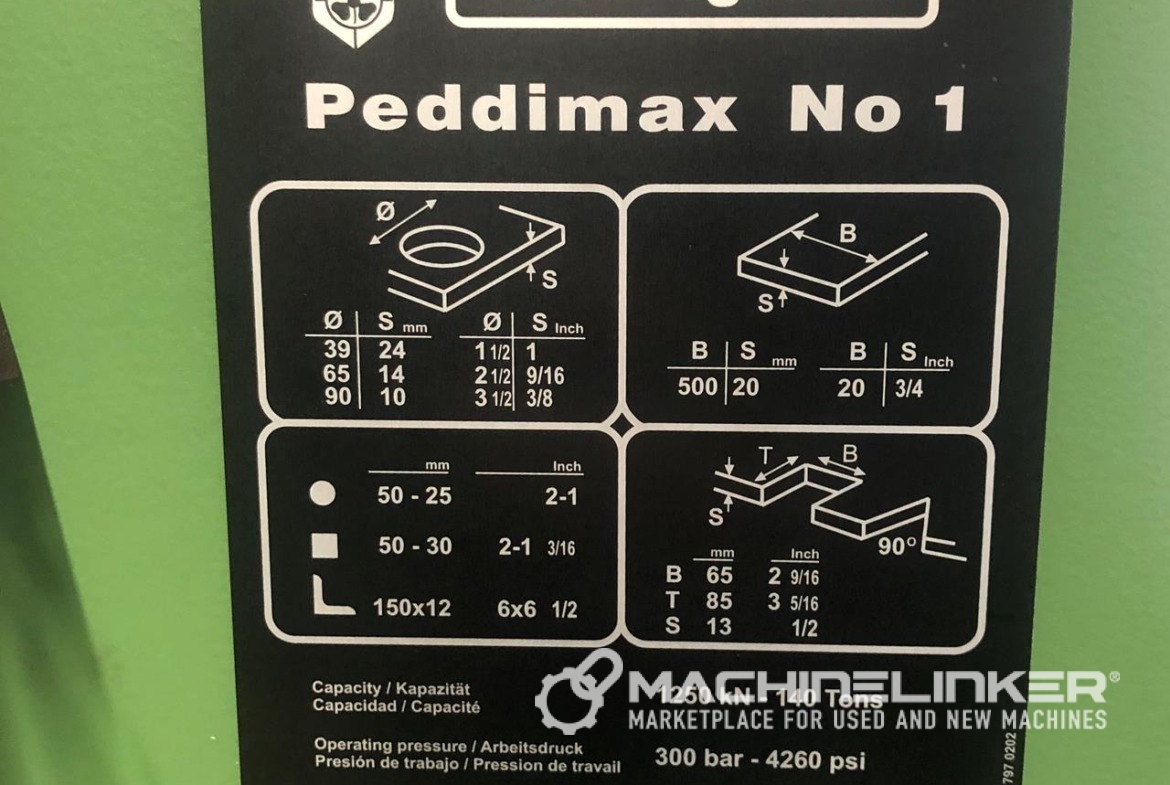 Peddimax No 1
Ø
S
Ø S mm Ø S Inch
39 24 1 1/2 1
65 14 2 1/2 9/16
90 10 3 1/2 3/8
B
S
B S mm B S Inch
500 20 20 3/4
mm Inch
50 - 25 2-1
50 - 30 2-1 3/16
150x12 6x6 1/2
T B
S
90°
mm Inch
B 65 2 9/16
T 85 3 5/16
S 13 1/2
Capacity / Kapazität
Capacidad / Capacité
1250 kN - 140 Tons
Operating pressure / Arbeitsdruck
Presión de trabajo / Pression de travail
300 bar - 4260 psi
797 0202
MACHINELINKER®
MARKETPLACE FOR USED AND NEW MACHINES